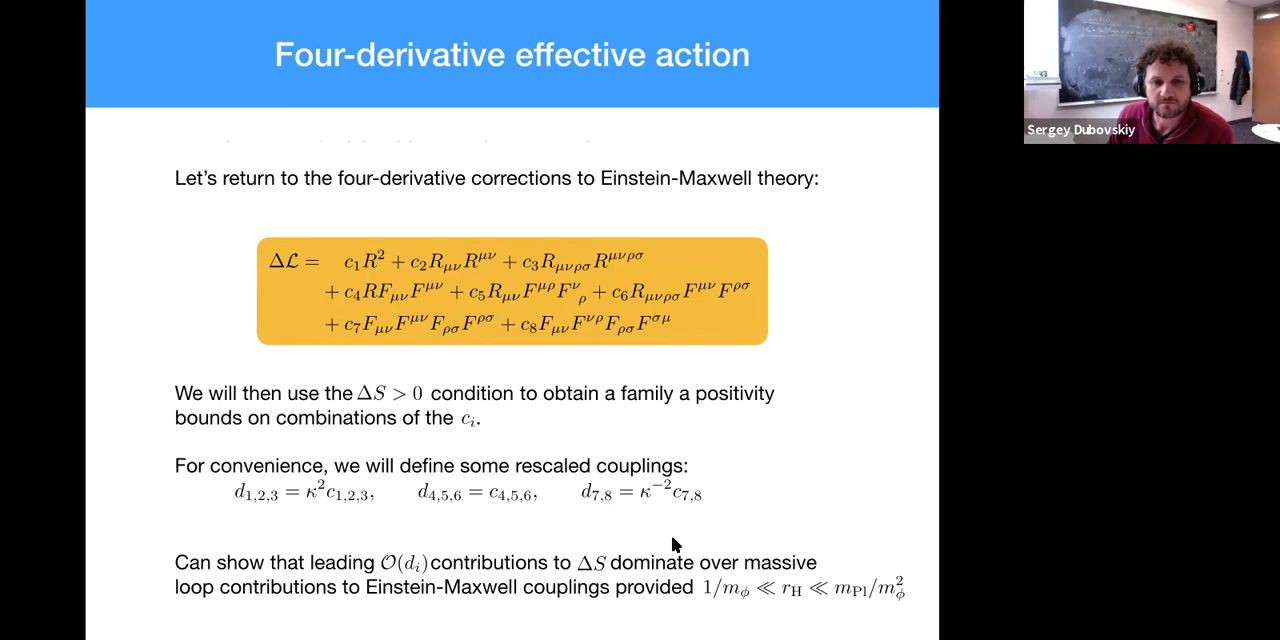 Four-derivative effective action
Sergey Dubovskiy
Let's return to the four-derivative corrections to Einstein-Maxwell theory:
Δℒ = c₁R² + c₂R_{μν}R^{μν} + c₃R_{μνρσ}R^{μνρσ}
+ c₄RF_{μν}F^{μν} + c₅R_{μν}F^{μρ}F^{ν}_{ρ} + c₆R_{μνρσ}F^{μν}F^{ρσ}
+ c₇F_{μν}F^{μν}F_{ρσ}F^{ρσ} + c₈F_{μν}F^{νρ}F_{ρσ}F^{σμ}
We will then use the ΔS > 0 condition to obtain a family a positivity
bounds on combinations of the cᵢ.
For convenience, we will define some rescaled couplings:
d_{1,2,3} = κ²c_{1,2,3}, d_{4,5,6} = c_{4,5,6}, d_{7,8} = κ⁻²c_{7,8}
Can show that leading 𝒪(dᵢ) contributions to ΔS dominate over massive
loop contributions to Einstein-Maxwell couplings provided 1/m_ϕ ≪ r_H ≪ m_{Pl}/m_ϕ²